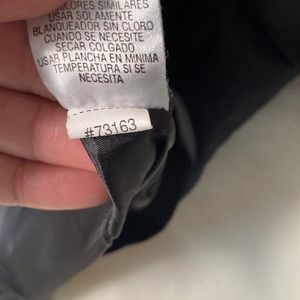 COLORES SIMILARES
USAR SOLAMENTE
BLANQUEADOR SIN CLORO
CUANDO SE NECESITE
SECAR COLGADO
USAR PLANCHA EN MINIMA
TEMPERATURA SI SE
NECESITA
#73163